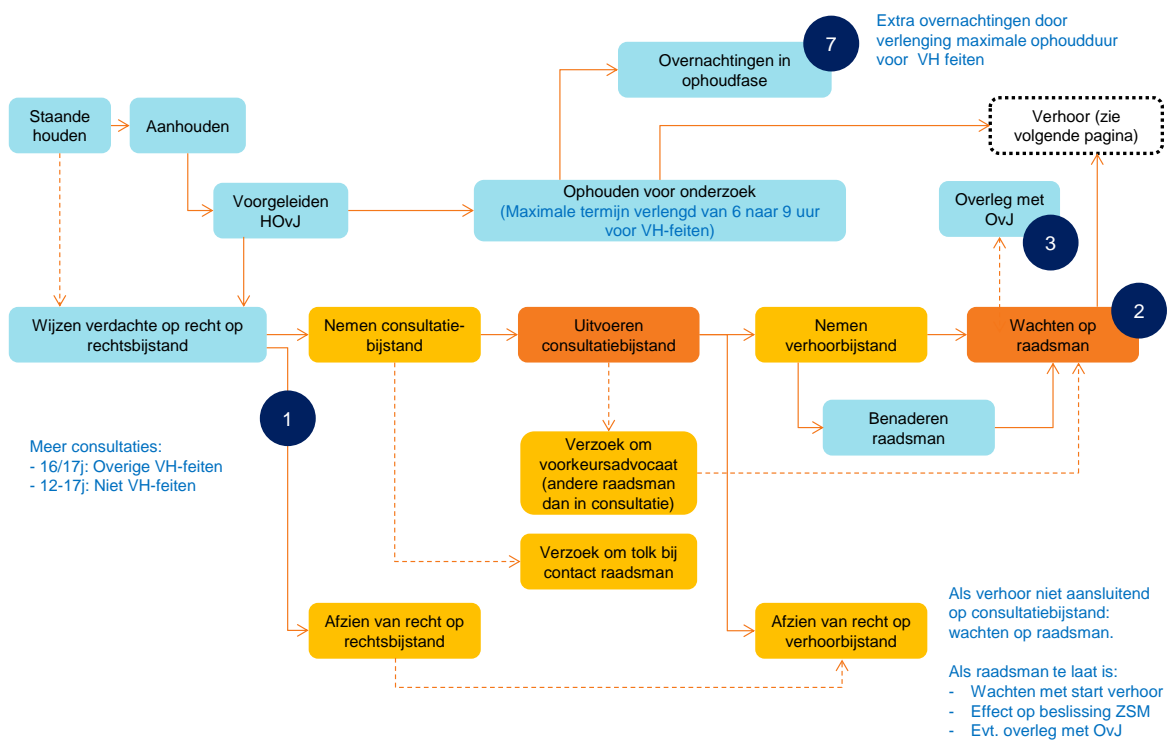 7
Extra overnachtingen door
verlenging maximale ophoudduur
voor VH feiten
Overnachtingen in
ophoudfase
Staande
houden
Aanhouden
Verhoor (zie
volgende pagina)
Voorgeleiden
HOvJ
Ophouden voor onderzoek
(Maximale termijn verlengd van 6 naar 9 uur
voor VH-feiten)
Overleg met
OvJ
3
2
Wijzen verdachte op recht op
rechtsbijstand
Nemen consultatie-
bijstand
Uitvoeren
consultatiebijstand
Nemen
verhoorbijstand
Wachten op
raadsman
1
Benaderen
raadsman
Meer consultaties:
- 16/17j: Overige VH-feiten
- 12-17j: Niet VH-feiten
Verzoek om
voorkeursadvocaat
(andere raadsman
dan in consultatie)
Verzoek om tolk bij
contact raadsman
Afzien van recht op
rechtsbijstand
Afzien van recht op
verhoorbijstand
Als verhoor niet aansluitend
op consultatiebijstand:
wachten op raadsman.
Als raadsman te laat is:
- Wachten met start verhoor
- Effect op beslissing ZSM
- Evt. overleg met OvJ